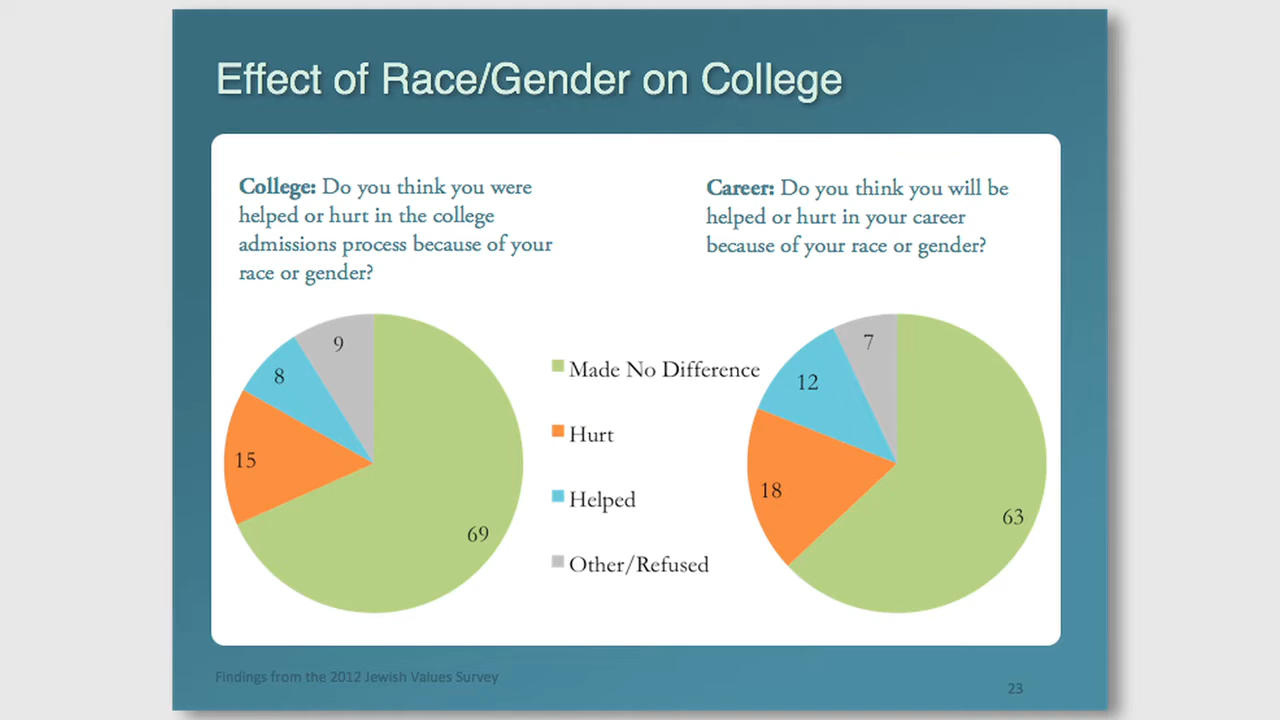 Effect of Race/Gender on College
College: Do you think you were
helped or hurt in the college
admissions process because of your
race or gender?
Career: Do you think you will be
helped or hurt in your career
because of your race or gender?
9
8
15
69
Made No Difference
Hurt
Helped
Other/Refused
7
12
18
63
Findings from the 2012 Jewish Values Survey
23